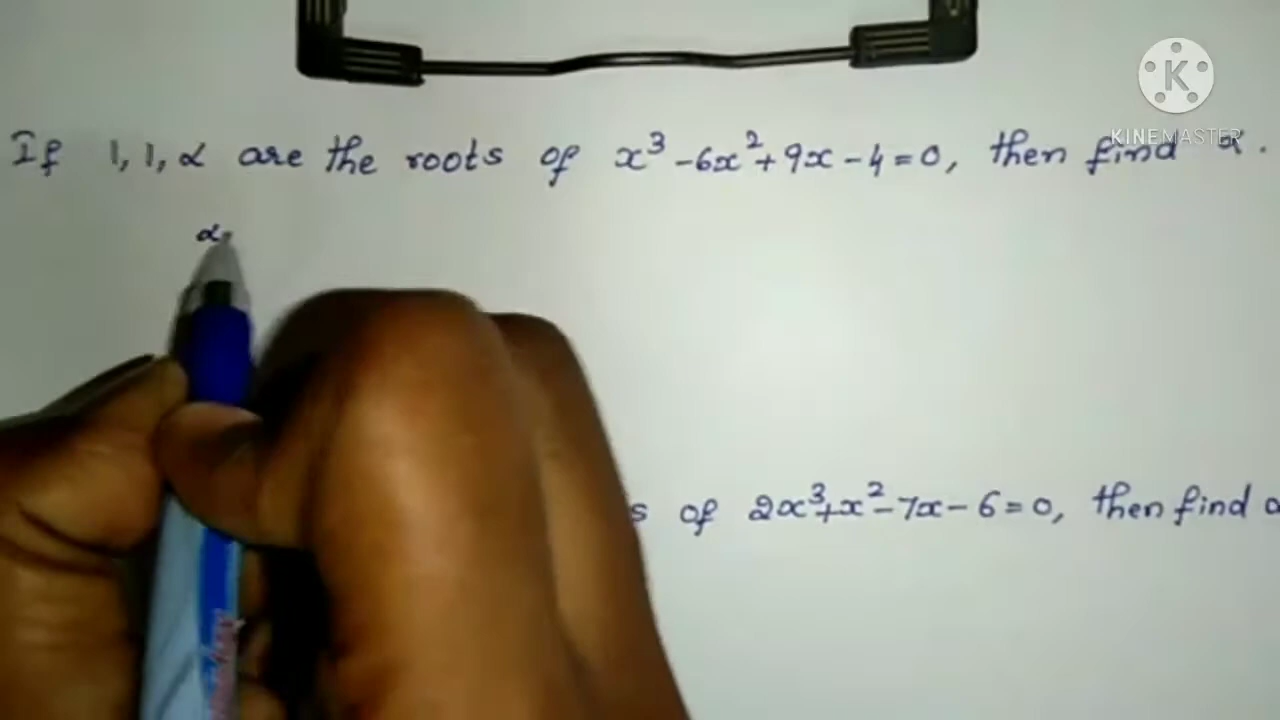 KINEMASTER
If 1, 1, α are the roots of x³ - 6x² + 9x - 4 = 0, then find α.
α
s of 2x³ + x² - 7x - 6 = 0, then find α